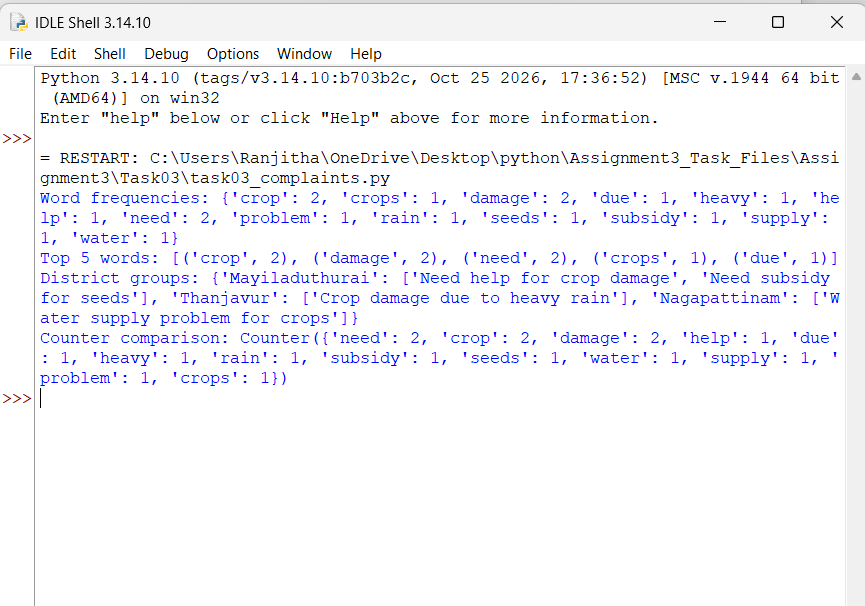 IDLE Shell 3.14.10
File Edit Shell Debug Options Window Help
Python 3.14.10 (tags/v3.14.10:b703b2c, Oct 25 2026, 17:36:52) [MSC v.1944 64 bit
(AMD64)] on win32
Enter "help" below or click "Help" above for more information.
>>>
= RESTART: C:\Users\Ranjitha\OneDrive\Desktop\python\Assignment3_Task_Files\Assi
gnment3\Task03\task03_complaints.py
Word frequencies: {'crop': 2, 'crops': 1, 'damage': 2, 'due': 1, 'heavy': 1, 'he
lp': 1, 'need': 2, 'problem': 1, 'rain': 1, 'seeds': 1, 'subsidy': 1, 'supply':
1, 'water': 1}
Top 5 words: [('crop', 2), ('damage', 2), ('need', 2), ('crops', 1), ('due', 1)]
District groups: {'Mayiladuthurai': ['Need help for crop damage', 'Need subsidy
for seeds'], 'Thanjavur': ['Crop damage due to heavy rain'], 'Nagapattinam': ['W
ater supply problem for crops']}
Counter comparison: Counter({'need': 2, 'crop': 2, 'damage': 2, 'help': 1, 'due'
: 1, 'heavy': 1, 'rain': 1, 'subsidy': 1, 'seeds': 1, 'water': 1, 'supply': 1, '
problem': 1, 'crops': 1})
>>>